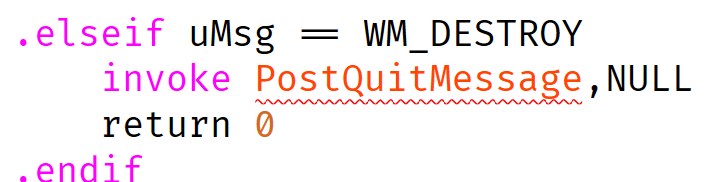 .elseif uMsg == WM_DESTROY
invoke PostQuitMessage,NULL
return 0
.endif